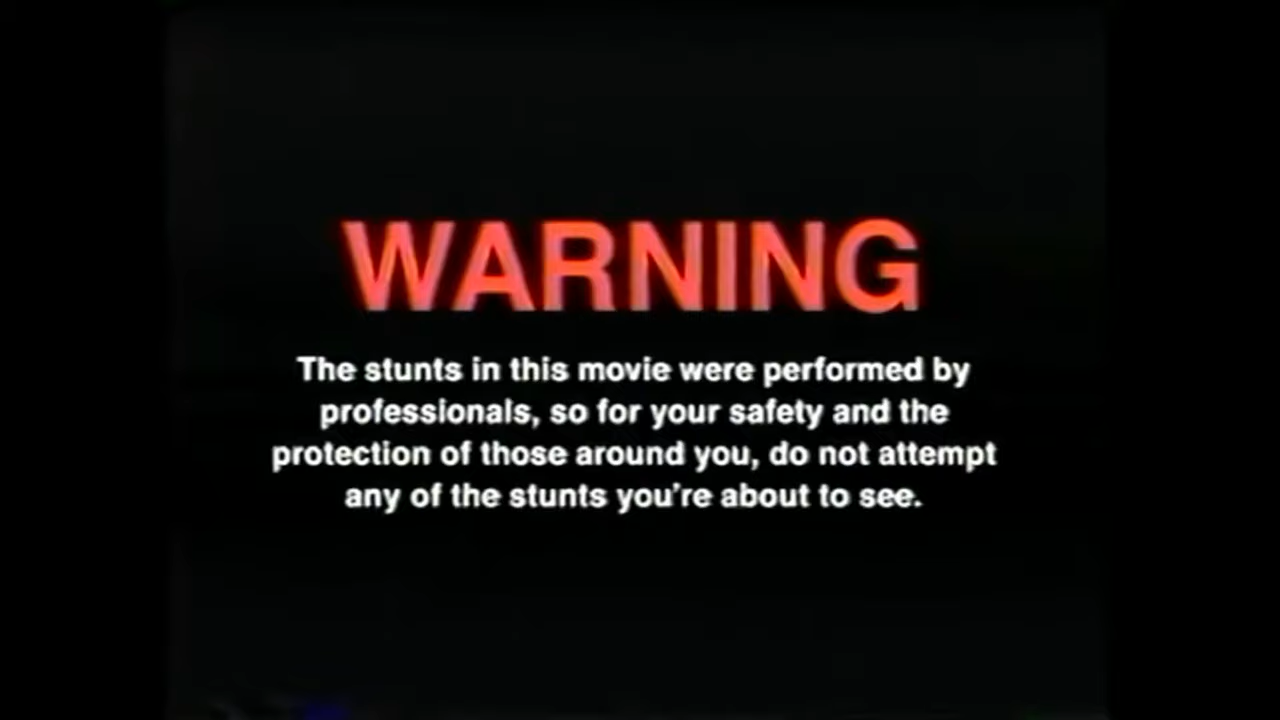 WARNING
The stunts in this movie were performed by
professionals, so for your safety and the
protection of those around you, do not attempt
any of the stunts you're about to see.